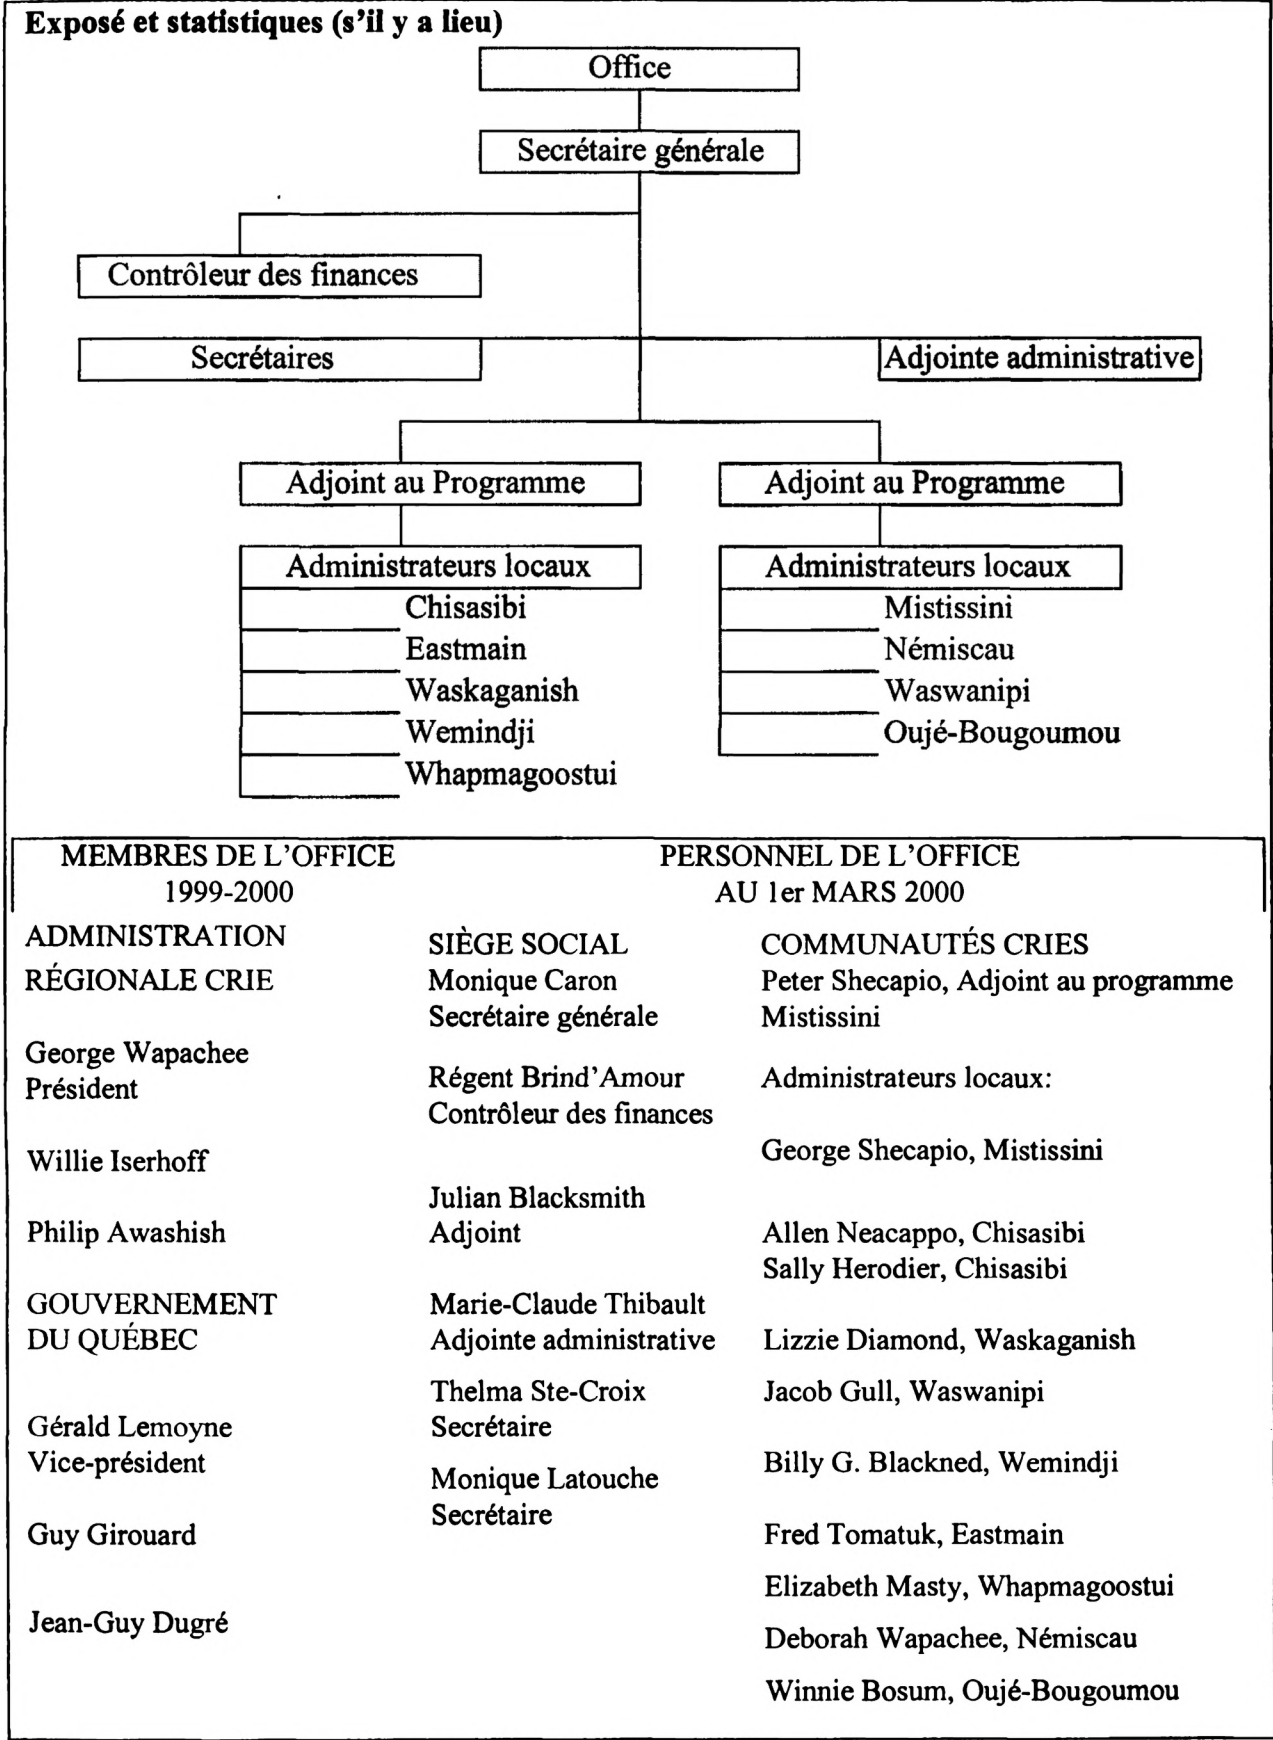 Exposé et statistiques (s'il y a lieu)
Office
Secrétaire générale
Contrôleur des finances
Secrétaires
Adjointe administrative
Adjoint au Programme
Administrateurs locaux
Chisasibi
Eastmain
Waskaganish
Wemindji
Whapmagoostui
Adjoint au Programme
Administrateurs locaux
Mistissini
Némiscau
Waswanipi
Oujé-Bougoumou
MEMBRES DE L'OFFICE
1999-2000
ADMINISTRATION
RÉGIONALE CRIE
George Wapachee
Président
Willie Iserhoff
Philip Awashish
GOUVERNEMENT
DU QUÉBEC
Gérald Lemoyne
Vice-président
Guy Girouard
Jean-Guy Dugré
PERSONNEL DE L'OFFICE
AU 1er MARS 2000
SIÈGE SOCIAL
Monique Caron
Secrétaire générale
Régent Brind'Amour
Contrôleur des finances
Julian Blacksmith
Adjoint
Marie-Claude Thibault
Adjointe administrative
Thelma Ste-Croix
Secrétaire
Monique Latouche
Secrétaire
COMMUNAUTÉS CRIES
Peter Shecapio, Adjoint au programme
Mistissini
Administrateurs locaux:
George Shecapio, Mistissini
Allen Neacappo, Chisasibi
Sally Herodier, Chisasibi
Lizzie Diamond, Waskaganish
Jacob Gull, Waswanipi
Billy G. Blackned, Wemindji
Fred Tomatuk, Eastmain
Elizabeth Masty, Whapmagoostui
Deborah Wapachee, Némiscau
Winnie Bosum, Oujé-Bougoumou